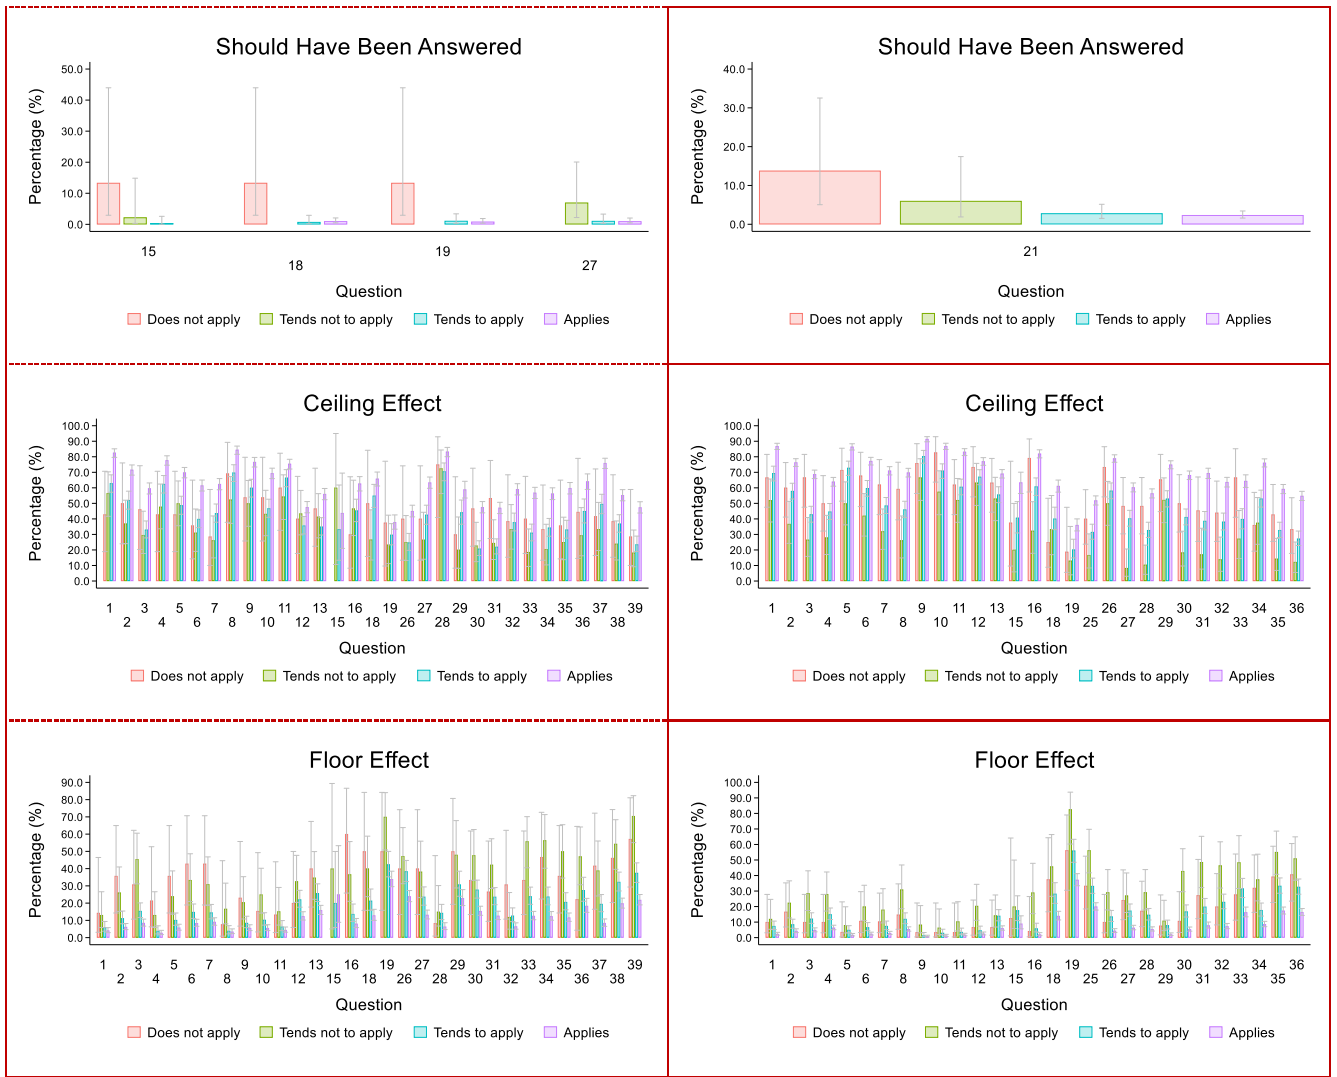 Should Have Been Answered
Percentage (%)
50.0
40.0
30.0
20.0
10.0
0.0
15 19
18 27
Question
Does not apply Tends not to apply Tends to apply Applies
Should Have Been Answered
Percentage (%)
40.0
30.0
20.0
10.0
0.0
21
Question
Does not apply Tends not to apply Tends to apply Applies
Ceiling Effect
Percentage (%)
100.0
90.0
80.0
70.0
60.0
50.0
40.0
30.0
20.0
10.0
0.0
1 3 5 7 9 11 13 16 19 27 29 31 33 35 37 39
2 4 6 8 10 12 15 18 26 28 30 32 34 36 38
Question
Does not apply Tends not to apply Tends to apply Applies
Ceiling Effect
Percentage (%)
100.0
90.0
80.0
70.0
60.0
50.0
40.0
30.0
20.0
10.0
0.0
1 3 5 7 9 11 13 16 19 26 28 30 32 34 36
2 4 6 8 10 12 15 18 25 27 29 31 33 35
Question
Does not apply Tends not to apply Tends to apply Applies
Floor Effect
Percentage (%)
90.0
80.0
70.0
60.0
50.0
40.0
30.0
20.0
10.0
0.0
1 3 5 7 9 11 13 16 19 27 29 31 33 35 37 39
2 4 6 8 10 12 15 18 26 28 30 32 34 36 38
Question
Does not apply Tends not to apply Tends to apply Applies
Floor Effect
Percentage (%)
100.0
90.0
80.0
70.0
60.0
50.0
40.0
30.0
20.0
10.0
0.0
1 3 5 7 9 11 13 16 19 26 28 30 32 34 36
2 4 6 8 10 12 15 18 25 27 29 31 33 35
Question
Does not apply Tends not to apply Tends to apply Applies